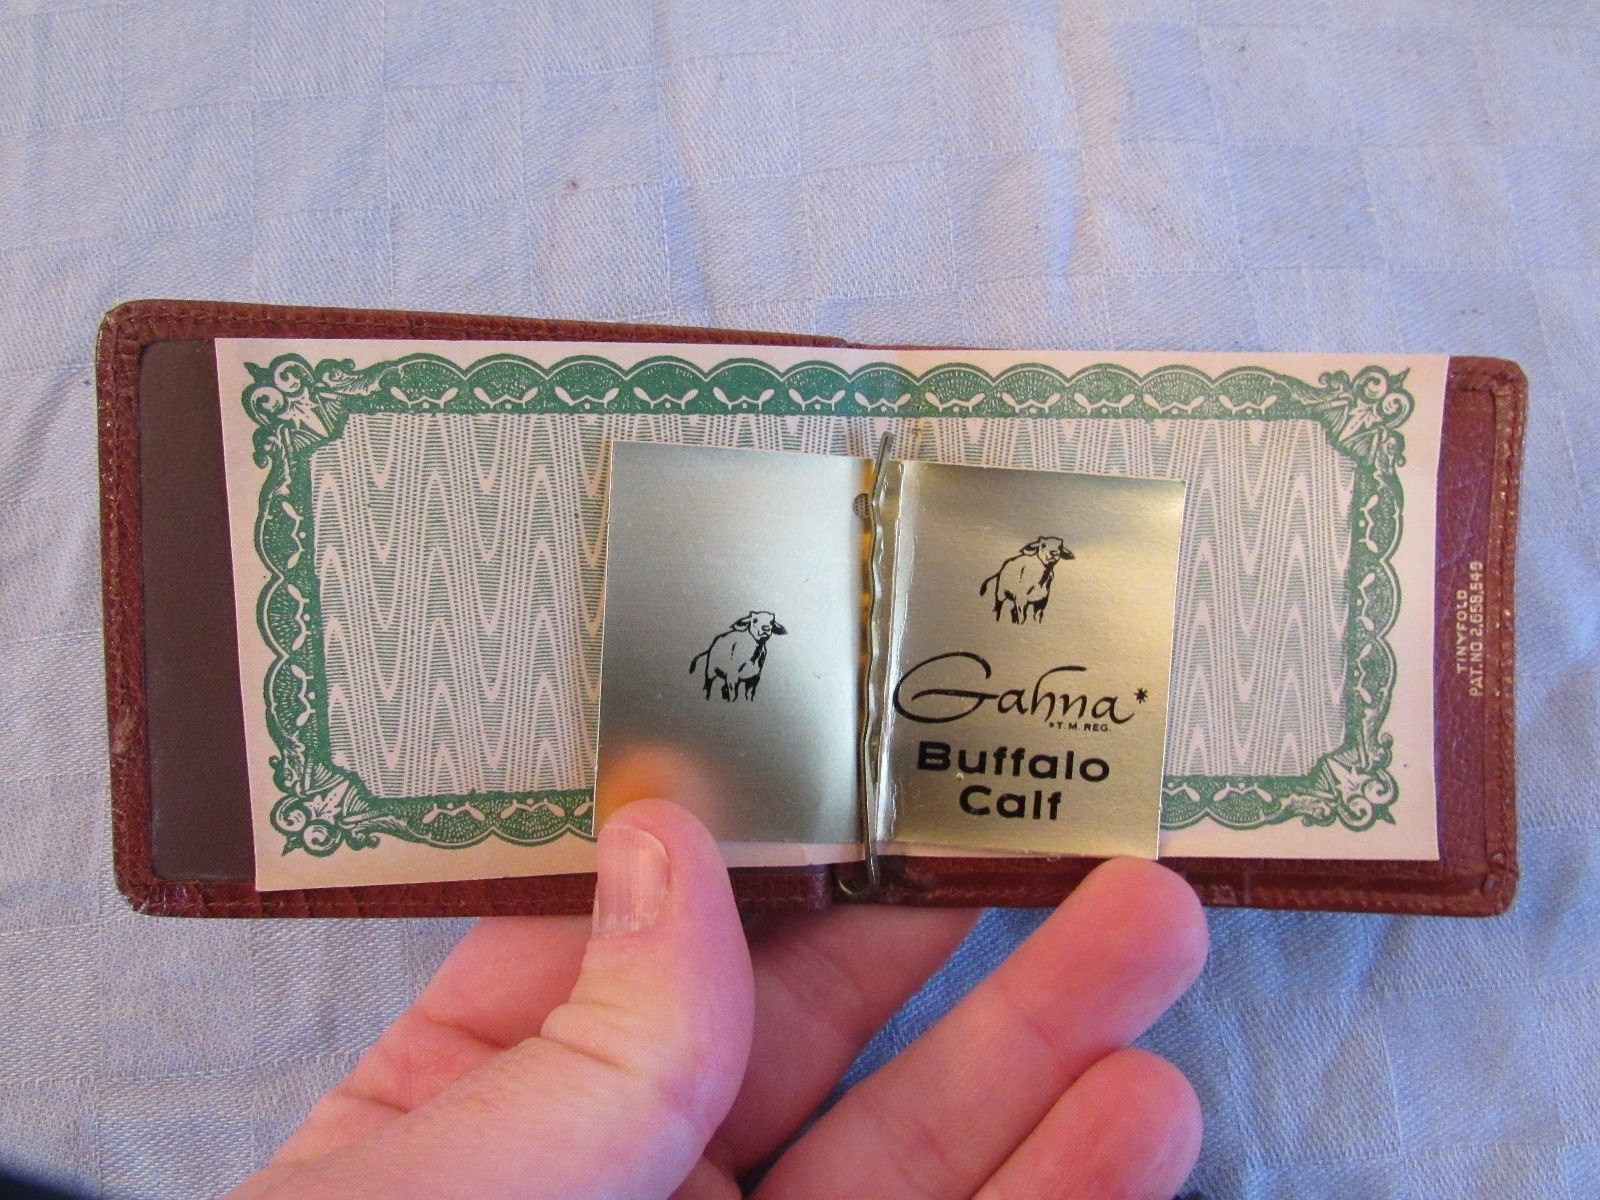 Gahna*
*T.M. REG.
Buffalo
Calf
TINYFOLD
PAT. NO. 2,659,549